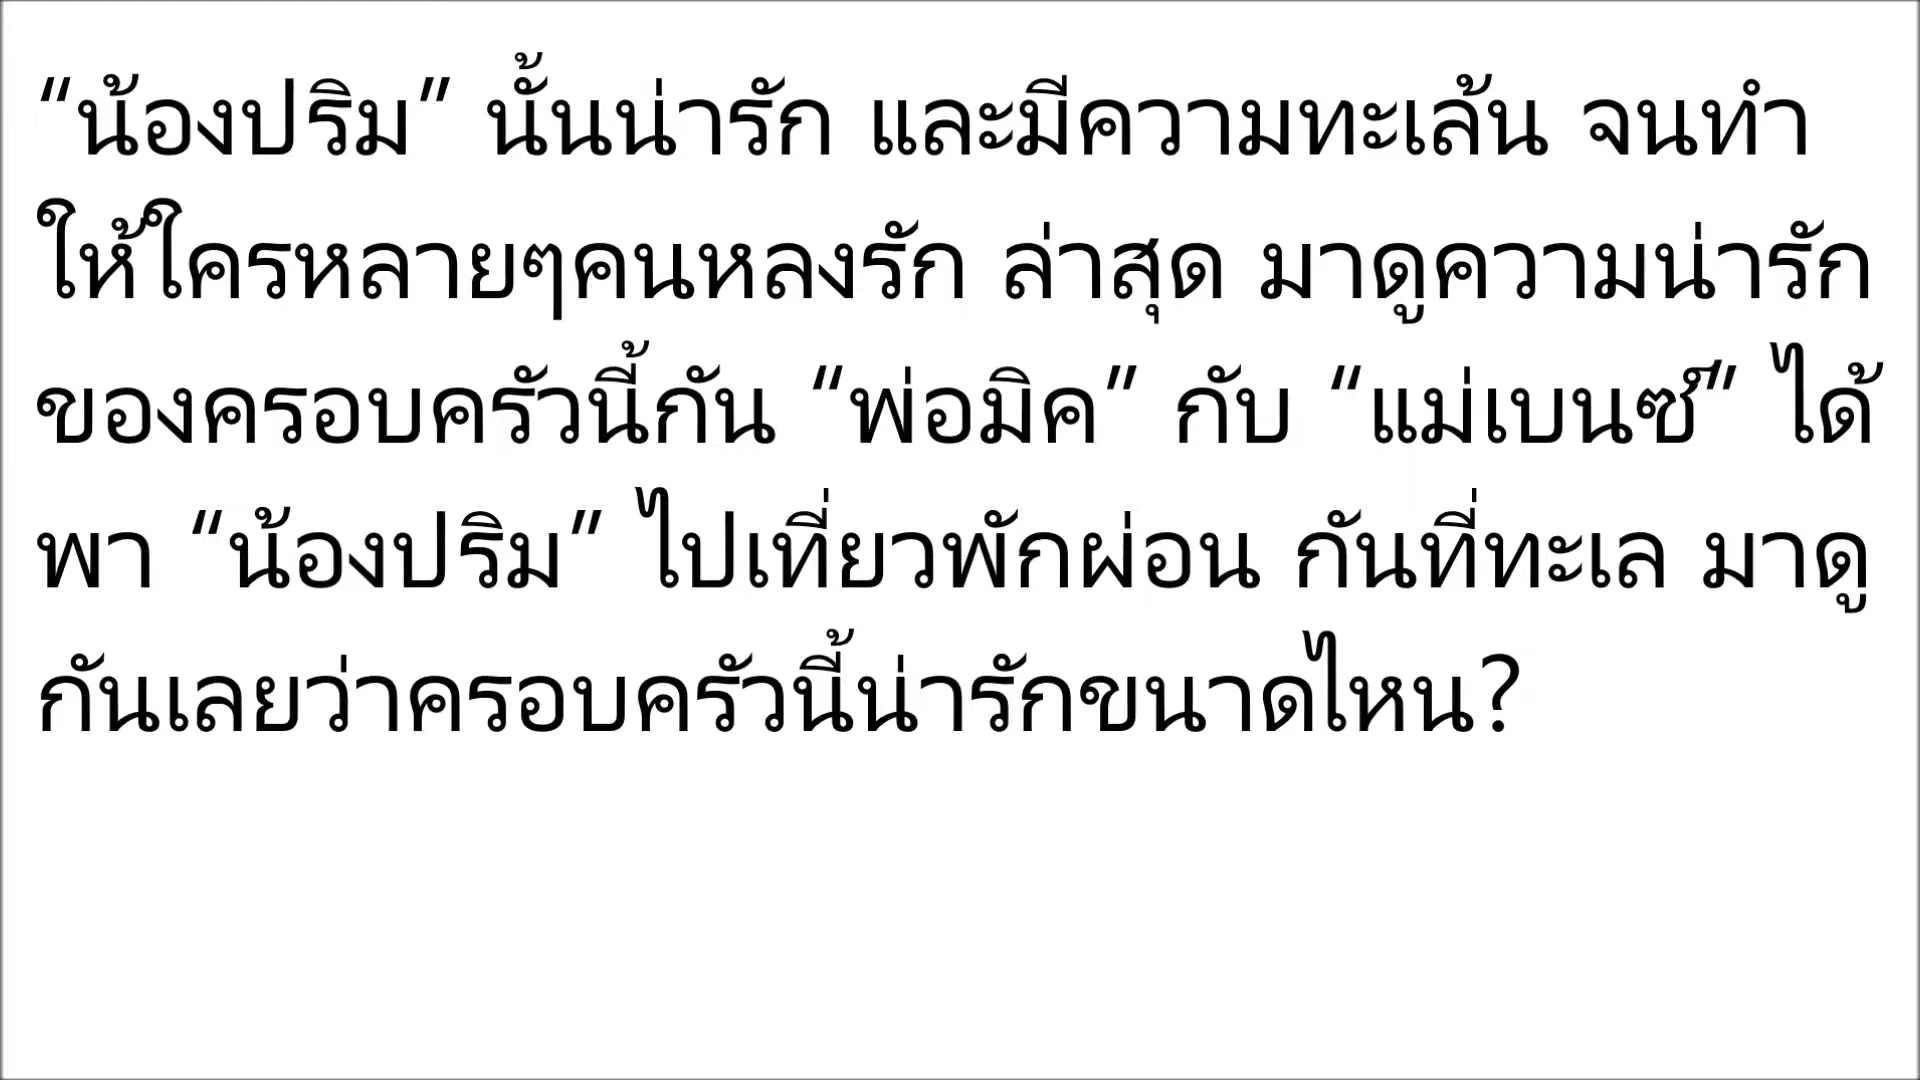 “น้องปริม” นั้นน่ารัก และมีความทะเล้น จนทำ
ให้ใครหลายๆคนหลงรัก ล่าสุด มาดูความน่ารัก
ของครอบครัวนี้กัน “พ่อมิค” กับ “แม่เบนซ์” ได้
พา “น้องปริม” ไปเที่ยวพักผ่อน กันที่ทะเล มาดู
กันเลยว่าครอบครัวนี้น่ารักขนาดไหน?